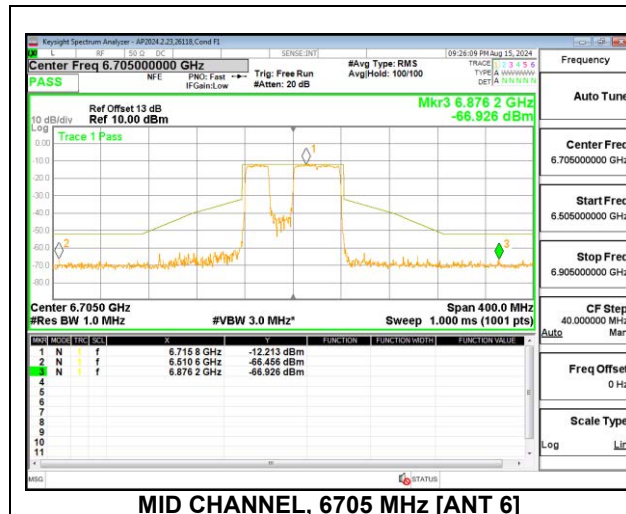 Keysight Spectrum Analyzer - AP2024.2.23,26118,Cond F1
L RF 50 Ω DC SENSE:INT 09:26:09 PM Aug 15, 2024
Center Freq 6.705000000 GHz
PASS
NFE
PNO: Fast
IFGain:Low
Trig: Free Run
#Atten: 20 dB
#Avg Type: RMS
Avg|Hold: 100/100
TRACE 1 2 3 4 5 6
TYPE A WWWWW
DET A N N N N N
Ref Offset 13 dB
Ref 10.00 dBm
10 dB/div
Log
Mkr3 6.876 2 GHz
-66.926 dBm
Trace 1 Pass
0.00
-10.0
-20.0
-30.0
-40.0
-50.0
-60.0
-70.0
-80.0
1
2
3
Center 6.7050 GHz
Span 400.0 MHz
#Res BW 1.0 MHz
#VBW 3.0 MHz*
Sweep 1.000 ms (1001 pts)
MKR MODE TRC SCL X Y FUNCTION FUNCTION WIDTH FUNCTION VALUE
1 N 1 f 6.715 8 GHz -12.213 dBm
2 N 1 f 6.510 6 GHz -66.456 dBm
3 N 1 f 6.876 2 GHz -66.926 dBm
4
5
6
7
8
9
10
11
MSG
STATUS
Frequency
Auto Tune
Center Freq
6.705000000 GHz
Start Freq
6.505000000 GHz
Stop Freq
6.905000000 GHz
CF Step
40.000000 MHz
Auto Man
Freq Offset
0 Hz
Scale Type
Log Lin
MID CHANNEL, 6705 MHz [ANT 6]